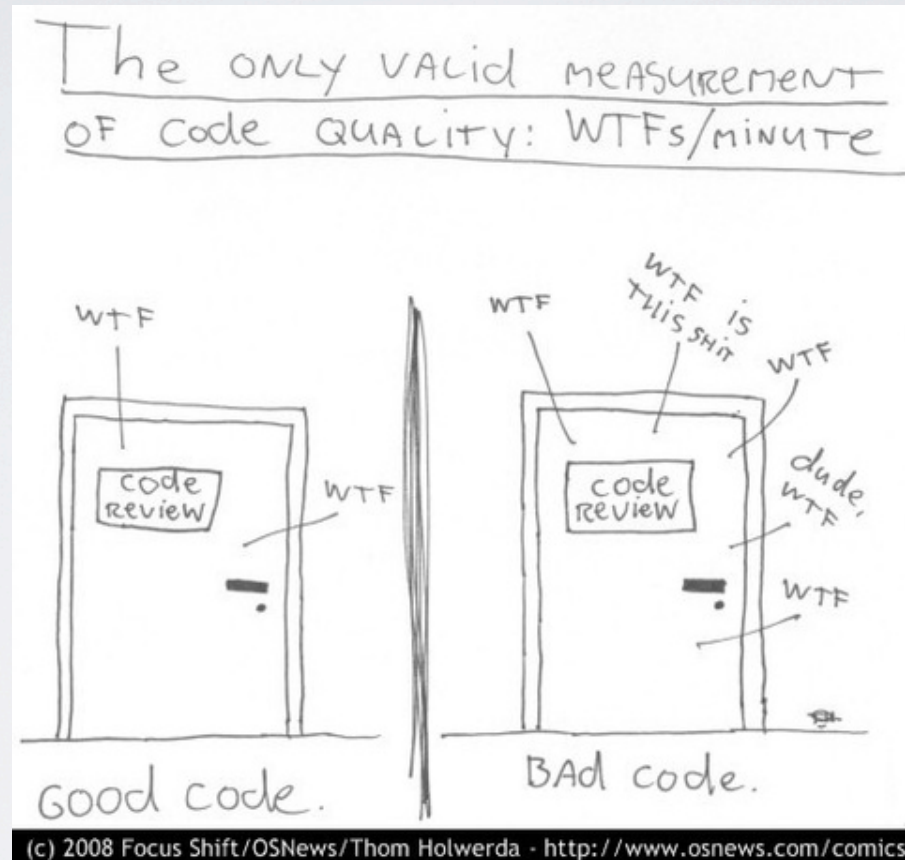 The ONLY VALid MEASUREMENT
OF Code QUALITY: WTFs/MINUTE
WTF
code
REVIEW
WTF
GOOD code.
WTF
WTF is
THiS SHiT
WTF
dude,
WTF
code
REVIEW
WTF
BAd code.
(c) 2008 Focus Shift/OSNews/Thom Holwerda - http://www.osnews.com/comics